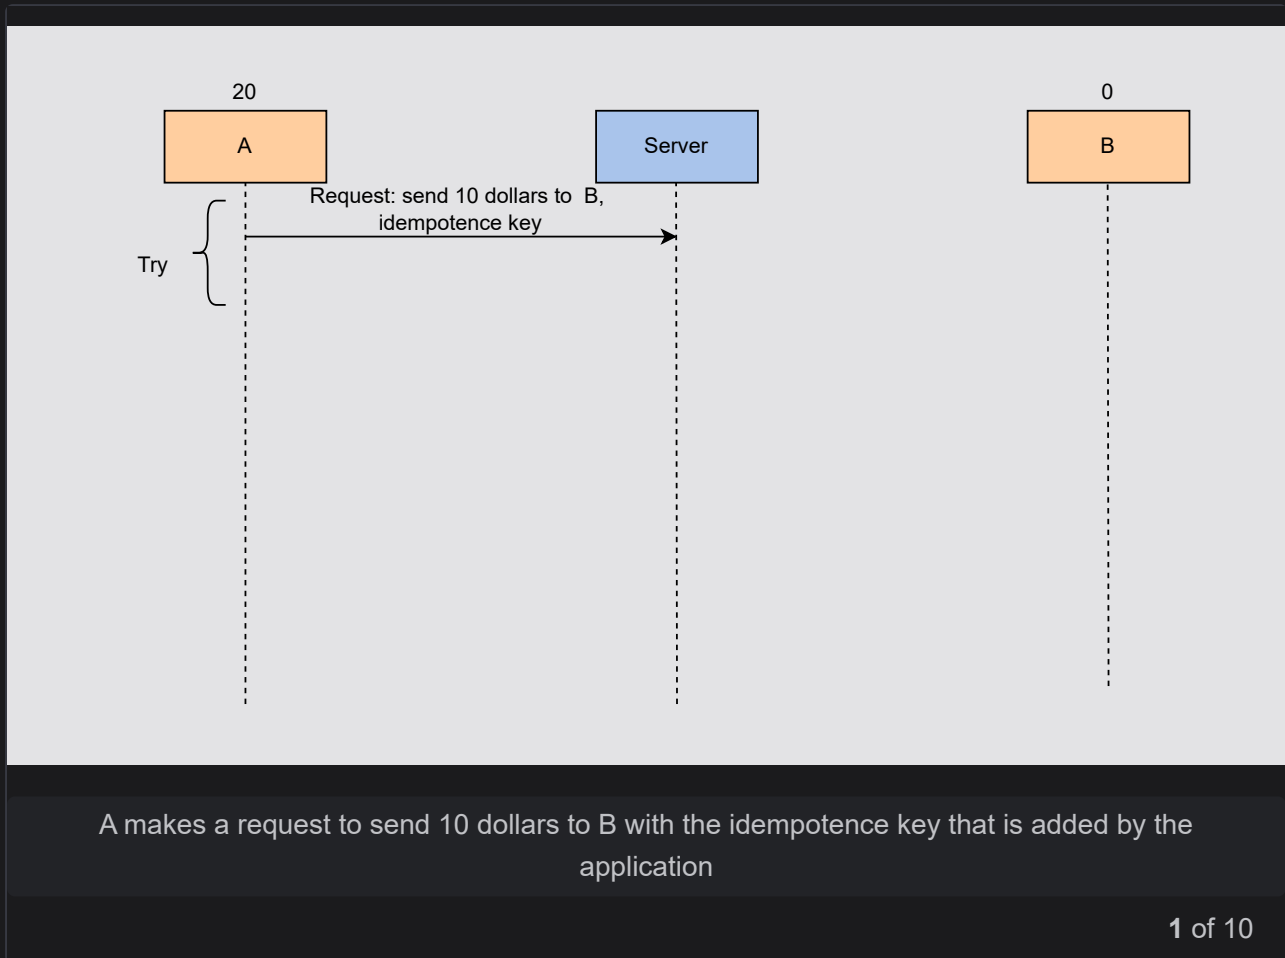 20
0
A
Server
B
Request: send 10 dollars to B,
idempotence key
Try
A makes a request to send 10 dollars to B with the idempotence key that is added by the
application
1 of 10